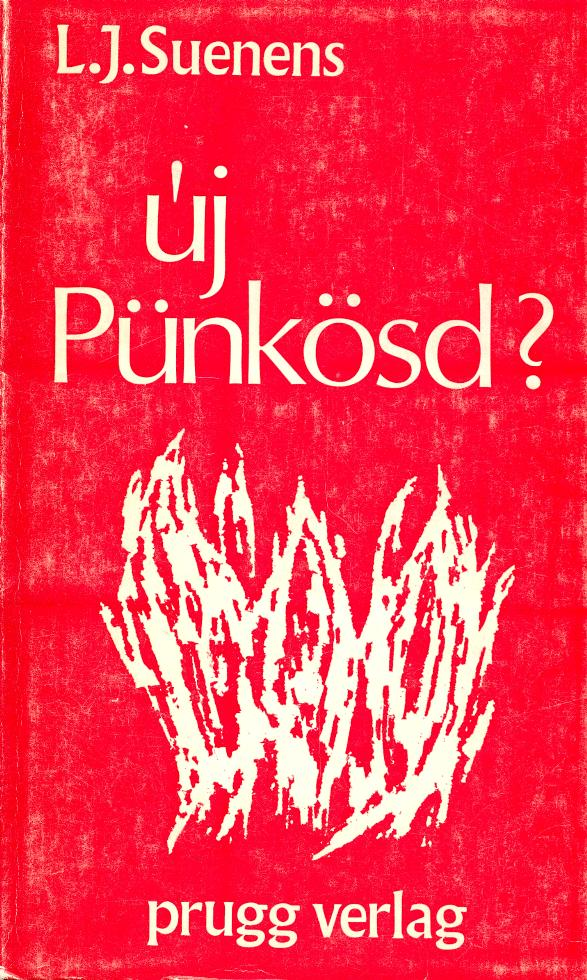 L.J. Suenens
új
Pünkösd?
prugg verlag